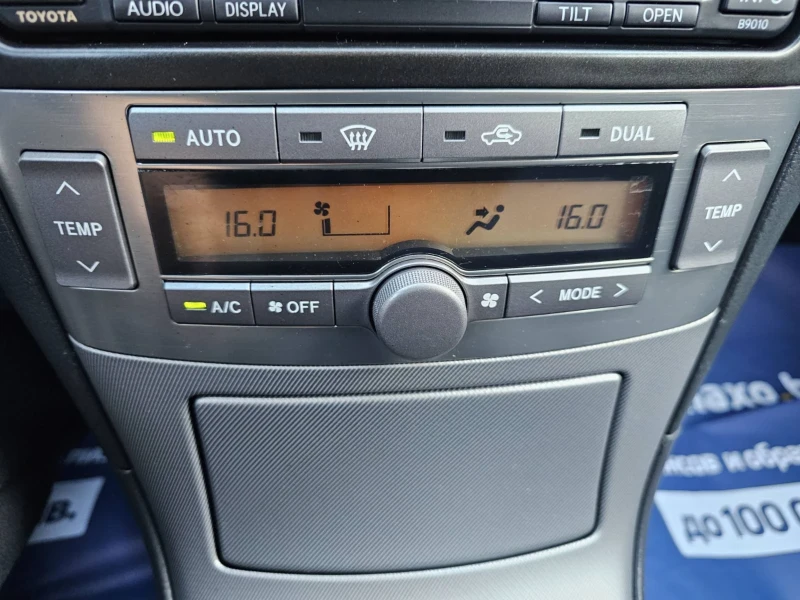 TOYOTA AUDIO DISPLAY TILT OPEN
B9010
AUTO DUAL
TEMP 16.0 16.0 TEMP
A/C OFF < MODE >
до 100